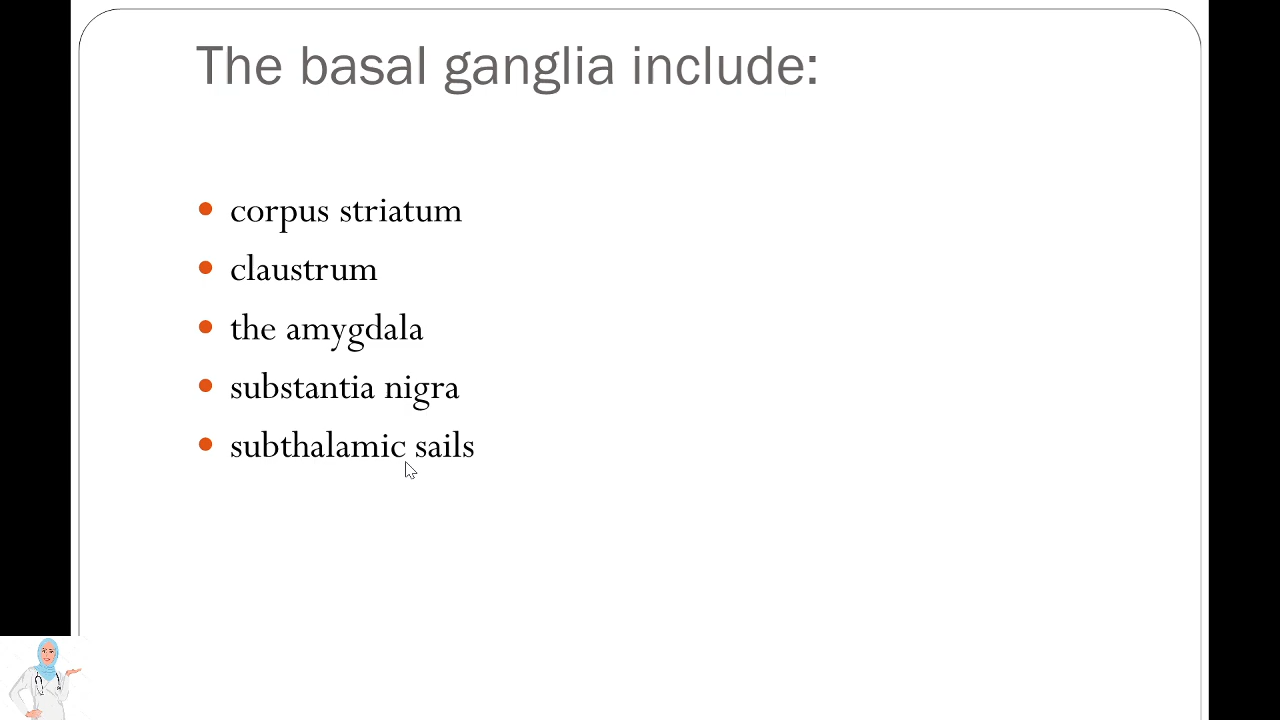 The basal ganglia include:
corpus striatum
claustrum
the amygdala
substantia nigra
subthalamic sails